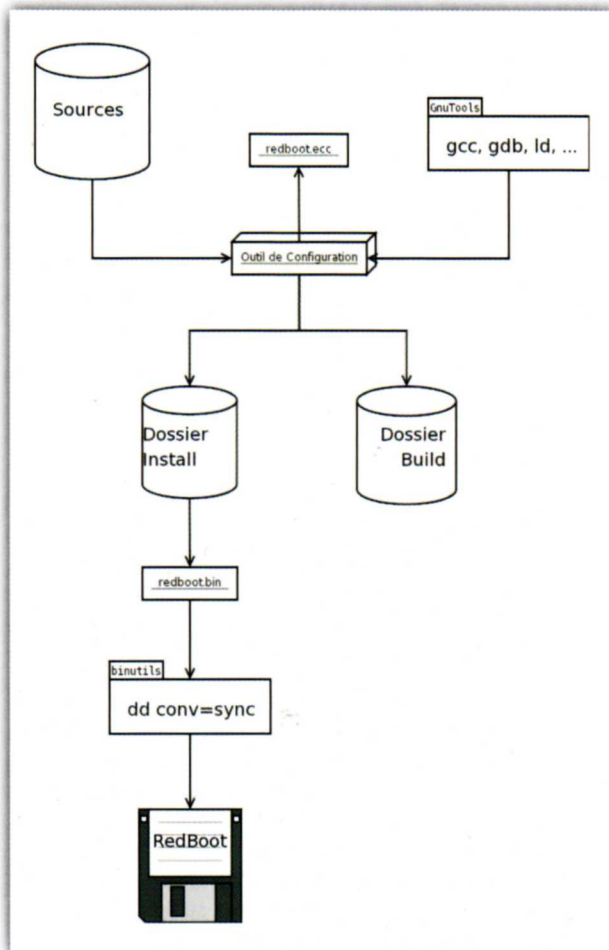 Sources
GnuTools
gcc, gdb, ld, ...
redboot.ecc
Outil de Configuration
Dossier
Install
Dossier
Build
redboot.bin
binutils
dd conv=sync
RedBoot